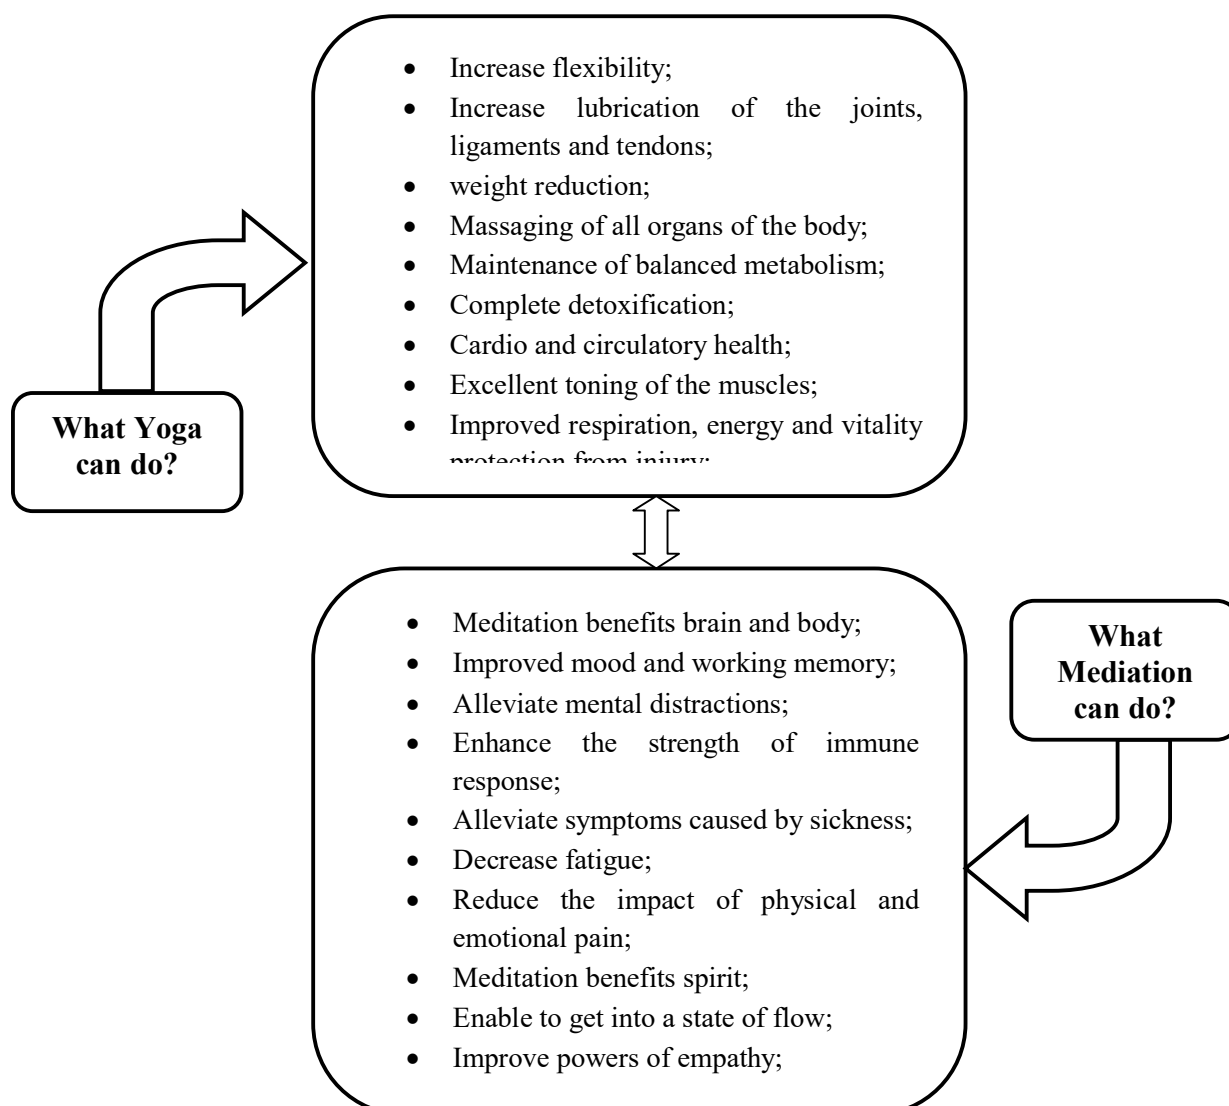 • Increase flexibility;
• Increase lubrication of the joints,
ligaments and tendons;
• weight reduction;
• Massaging of all organs of the body;
• Maintenance of balanced metabolism;
• Complete detoxification;
• Cardio and circulatory health;
• Excellent toning of the muscles;
• Improved respiration, energy and vitality
protection from injury;
What Yoga
can do?
• Meditation benefits brain and body;
• Improved mood and working memory;
• Alleviate mental distractions;
• Enhance the strength of immune
response;
• Alleviate symptoms caused by sickness;
• Decrease fatigue;
• Reduce the impact of physical and
emotional pain;
• Meditation benefits spirit;
• Enable to get into a state of flow;
• Improve powers of empathy;
What
Mediation
can do?